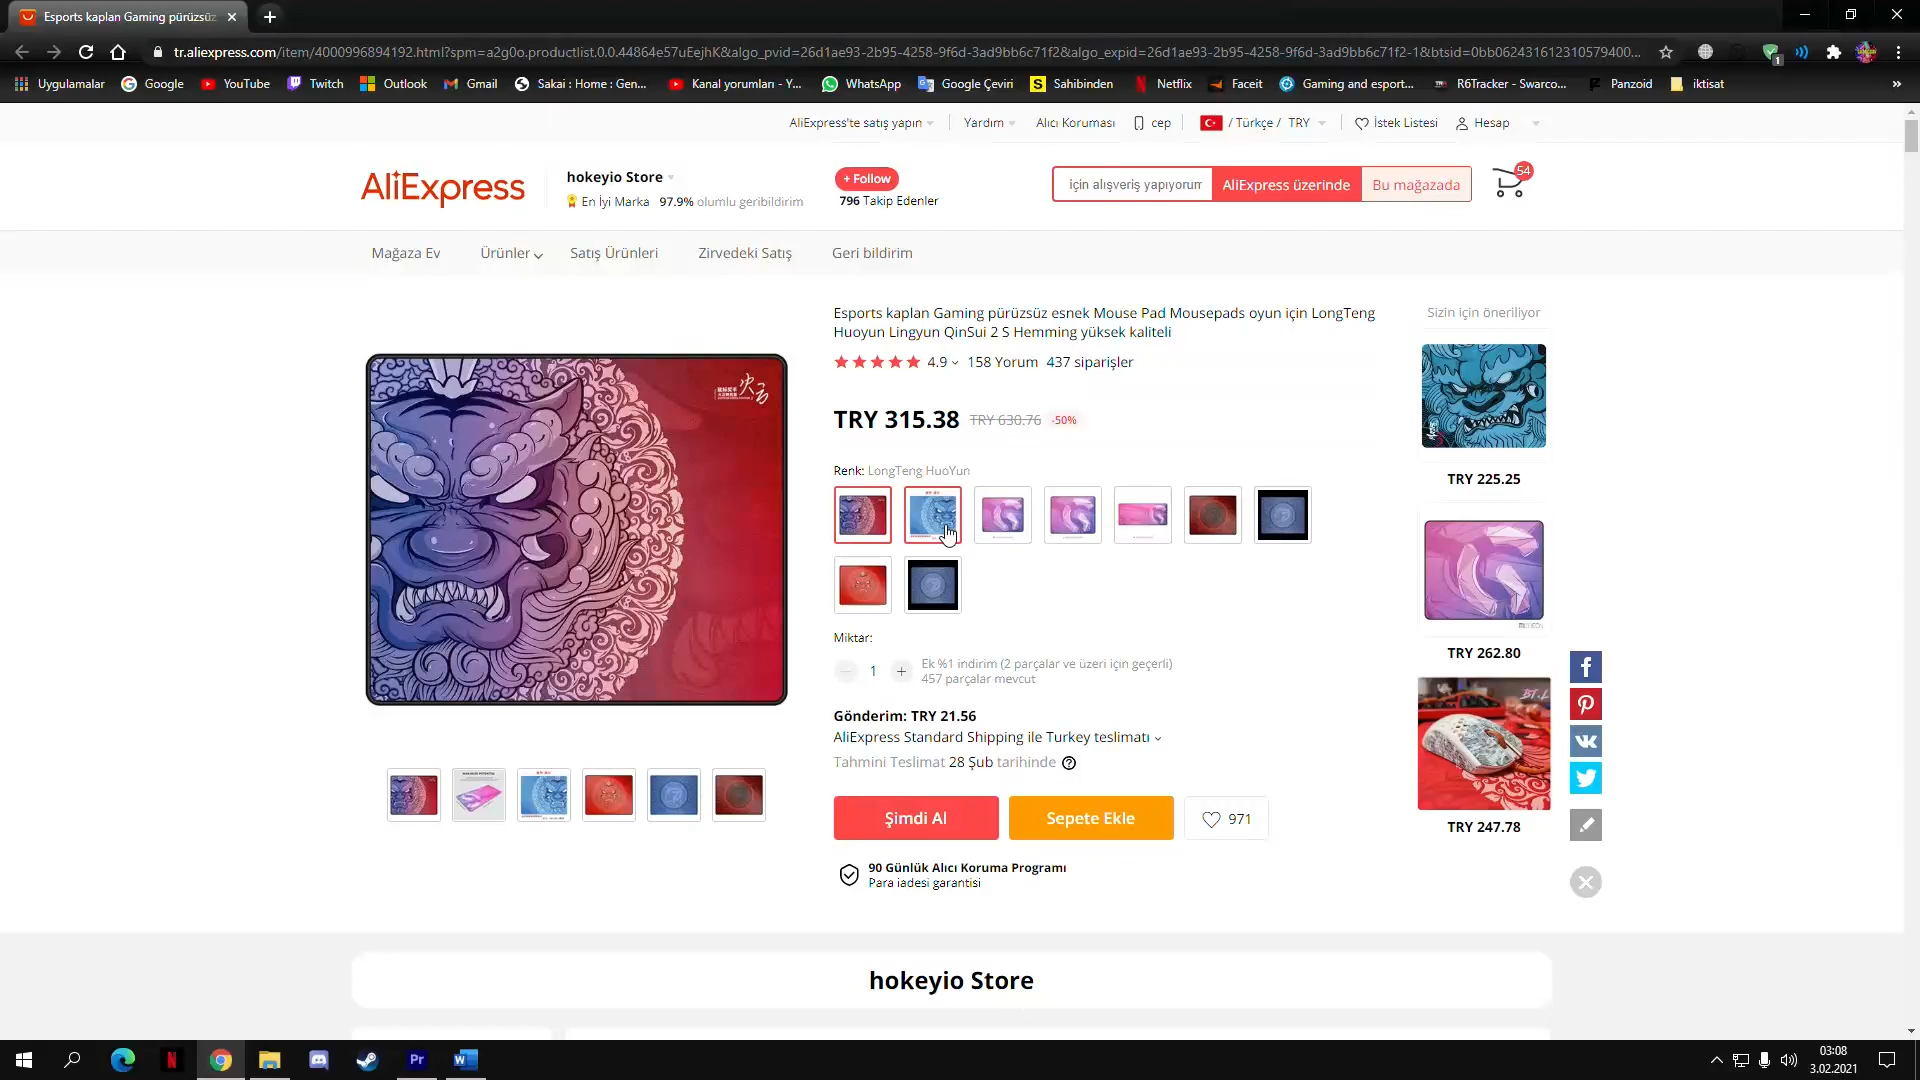 Esports kaplan Gaming pürüzsüz
tr.aliexpress.com/item/4000996894192.html?spm=a2g0o.productlist.0.0.44864e57uEejhK&algo_pvid=26d1ae93-2b95-4258-9f6d-3ad9bb6c71f2&algo_expid=26d1ae93-2b95-4258-9f6d-3ad9bb6c71f2-1&btsid=0bb062431612310579400...
Uygulamalar Google YouTube Twitch Outlook Gmail Sakai : Home : Gen... Kanal yorumları - Y... WhatsApp Google Çeviri Sahibinden Netflix Faceit Gaming and esport... R6Tracker - Swarco... Panzoid iktisat
AliExpress'te satış yapın Yardım Alıcı Koruması cep / Türkçe / TRY İstek Listesi Hesap
AliExpress
hokeyio Store
En İyi Marka 97.9% olumlu geribildirim
+ Follow
796 Takip Edenler
Için alışveriş yapıyorum AliExpress üzerinde Bu mağazada
54
Mağaza Ev Ürünler Satış Ürünleri Zirvedeki Satış Geri bildirim
Esports kaplan Gaming pürüzsüz esnek Mouse Pad Mousepads oyun için LongTeng
Huoyun Lingyun QinSui 2 S Hemming yüksek kaliteli
4.9 158 Yorum 437 siparişler
TRY 315.38 TRY 630.76 -50%
Renk: LongTeng HuoYun
Miktar:
1
Ek %1 indirim (2 parçalar ve üzeri için geçerli)
457 parçalar mevcut
Gönderim: TRY 21.56
AliExpress Standard Shipping ile Turkey teslimatı
Tahmini Teslimat 28 Şub tarihinde
Şimdi Al Sepete Ekle 971
90 Günlük Alıcı Koruma Programı
Para iadesi garantisi
Sizin için öneriliyor
TRY 225.25
TRY 262.80
BT.L
TRY 247.78
火云
hokeyio Store
Pr
03:08
3.02.2021